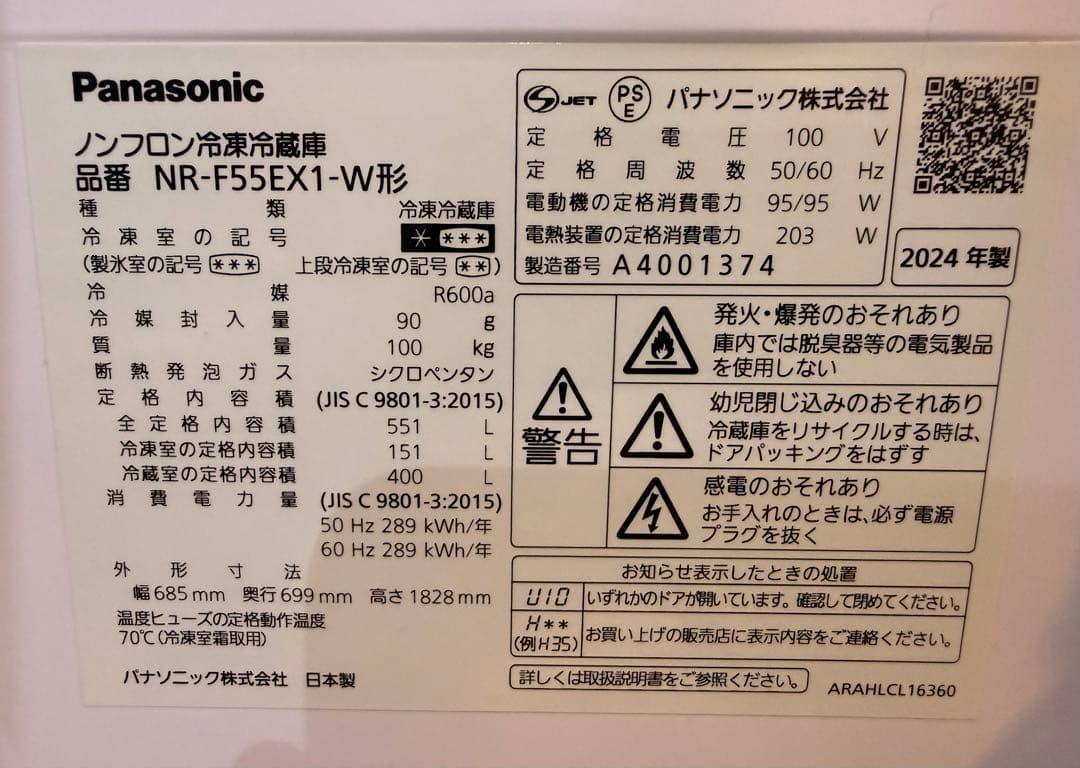 Panasonic
ノンフロン冷凍冷蔵庫
品番 NR-F55EX1-W形
種類 冷凍冷蔵庫
冷凍室の記号 * ***
(製氷室の記号 *** 上段冷凍室の記号 **)
冷媒 R600a
冷媒封入量 90 g
質量 100 kg
断熱発泡ガス シクロペンタン
定格内容積 (JIS C 9801-3:2015)
全定格内容積 551 L
冷凍室の定格内容積 151 L
冷蔵室の定格内容積 400 L
消費電力量 (JIS C 9801-3:2015)
50 Hz 289 kWh/年
60 Hz 289 kWh/年
外形寸法
幅 685 mm 奥行 699 mm 高さ 1828 mm
温度ヒューズの定格動作温度
70℃(冷凍室霜取用)
パナソニック株式会社 日本製
S JET PS E パナソニック株式会社
定格電圧 100 V
定格周波数 50/60 Hz
電動機の定格消費電力 95/95 W
電熱装置の定格消費電力 203 W
製造番号 A4001374
2024 年製
警告
発火・爆発のおそれあり
庫内では脱臭器等の電気製品
を使用しない
幼児閉じ込みのおそれあり
冷蔵庫をリサイクルする時は、
ドアパッキングをはずす
感電のおそれあり
お手入れのときは、必ず電源
プラグを抜く
お知らせ表示したときの処置
U10 いずれかのドアが開いています。確認して閉めてください。
H**
(例H35) お買い上げの販売店に表示内容をご連絡ください。
詳しくは取扱説明書をご参照ください。
ARAHLCL16360